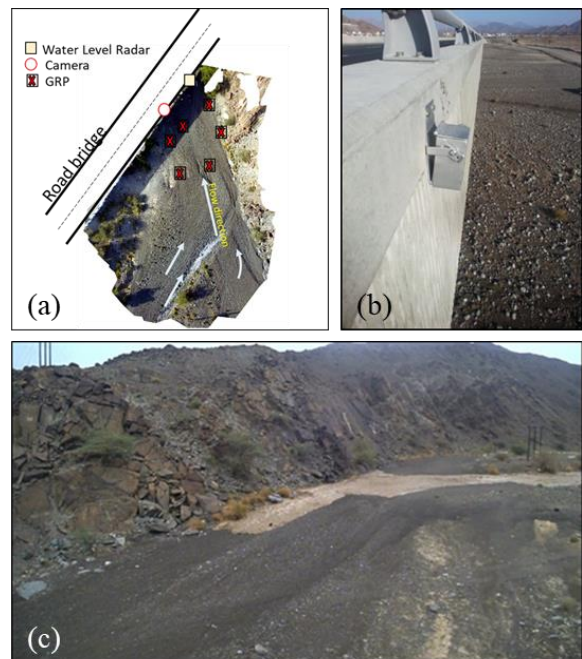 Water Level Radar
Camera
GRP
Road bridge
Flow direction
X
X
X
X
X
X
X
(a)
(b)
(c)